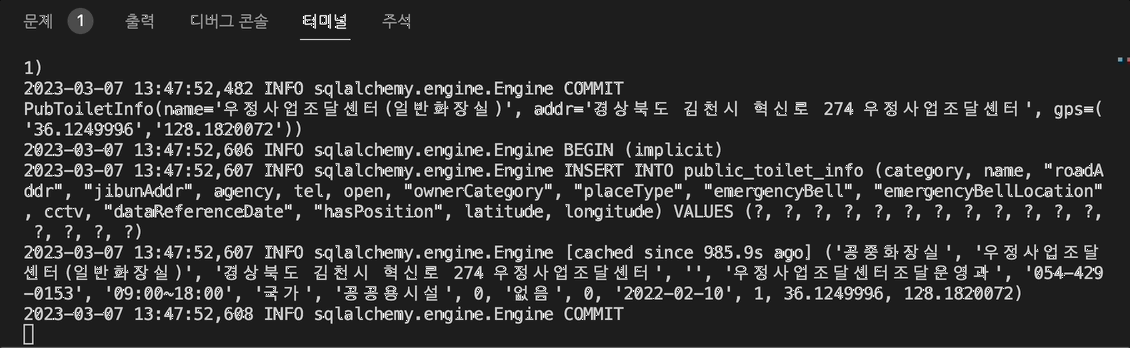 문제 1 출력 디버그 콘솔 터미널 주석
1)
2023-03-07 13:47:52,482 INFO sqlalchemy.engine.Engine COMMIT
PubToiletInfo(name='우정사업조달센터(일반화장실)', addr='경상북도 김천시 혁신로 274 우정사업조달센터', gps=(
'36.1249996','128.1820072'))
2023-03-07 13:47:52,606 INFO sqlalchemy.engine.Engine BEGIN (implicit)
2023-03-07 13:47:52,607 INFO sqlalchemy.engine.Engine INSERT INTO public_toilet_info (category, name, "roadA
ddr", "jibunAddr", agency, tel, open, "ownerCategory", "placeType", "emergencyBell", "emergencyBellLocation"
, cctv, "dataReferenceDate", "hasPosition", latitude, longitude) VALUES (?, ?, ?, ?, ?, ?, ?, ?, ?, ?, ?, ?,
?, ?, ?, ?)
2023-03-07 13:47:52,607 INFO sqlalchemy.engine.Engine [cached since 985.9s ago] ('공중화장실', '우정사업조달
센터(일반화장실)', '경상북도 김천시 혁신로 274 우정사업조달센터', '', '우정사업조달센터조달운영과', '054-429
-0153', '09:00~18:00', '국가', '공공용시설', 0, '없음', 0, '2022-02-10', 1, 36.1249996, 128.1820072)
2023-03-07 13:47:52,608 INFO sqlalchemy.engine.Engine COMMIT